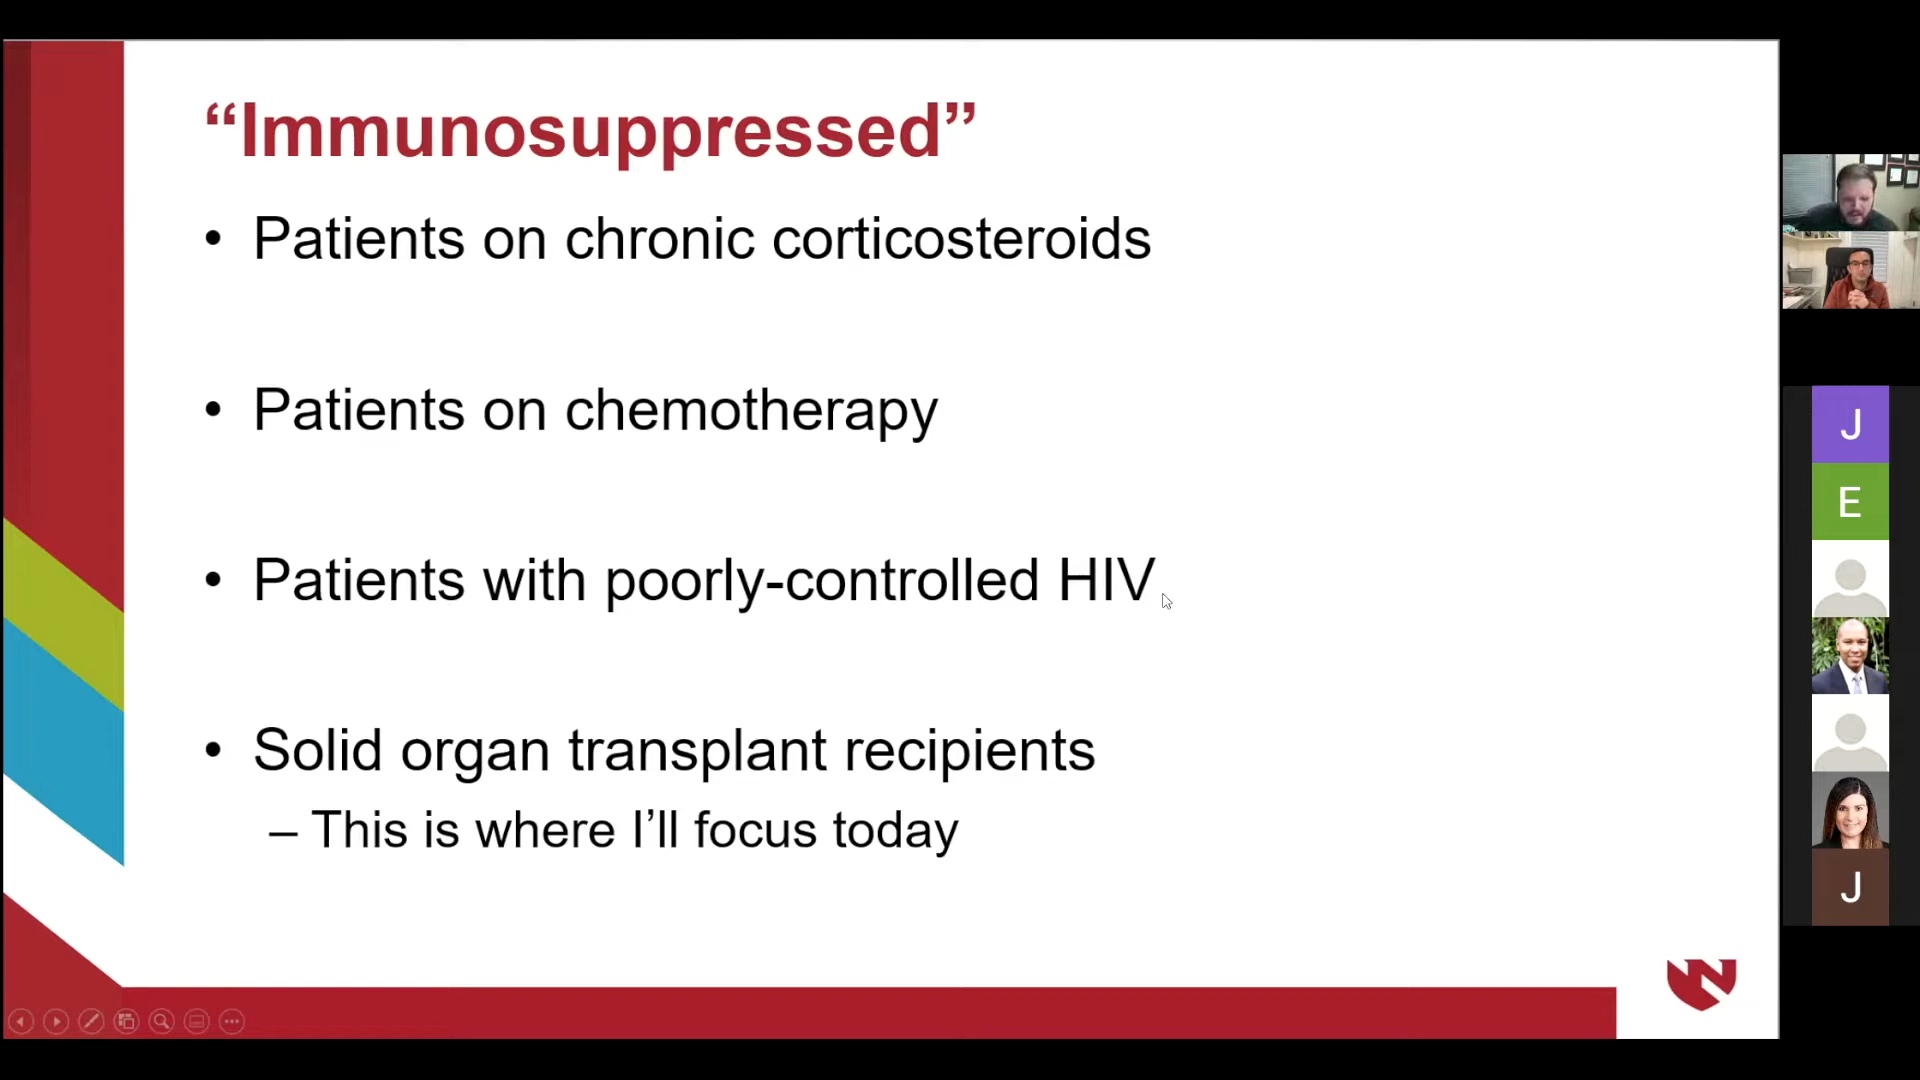 “Immunosuppressed”
• Patients on chronic corticosteroids
• Patients on chemotherapy
• Patients with poorly-controlled HIV
• Solid organ transplant recipients
– This is where I’ll focus today
J
E
J